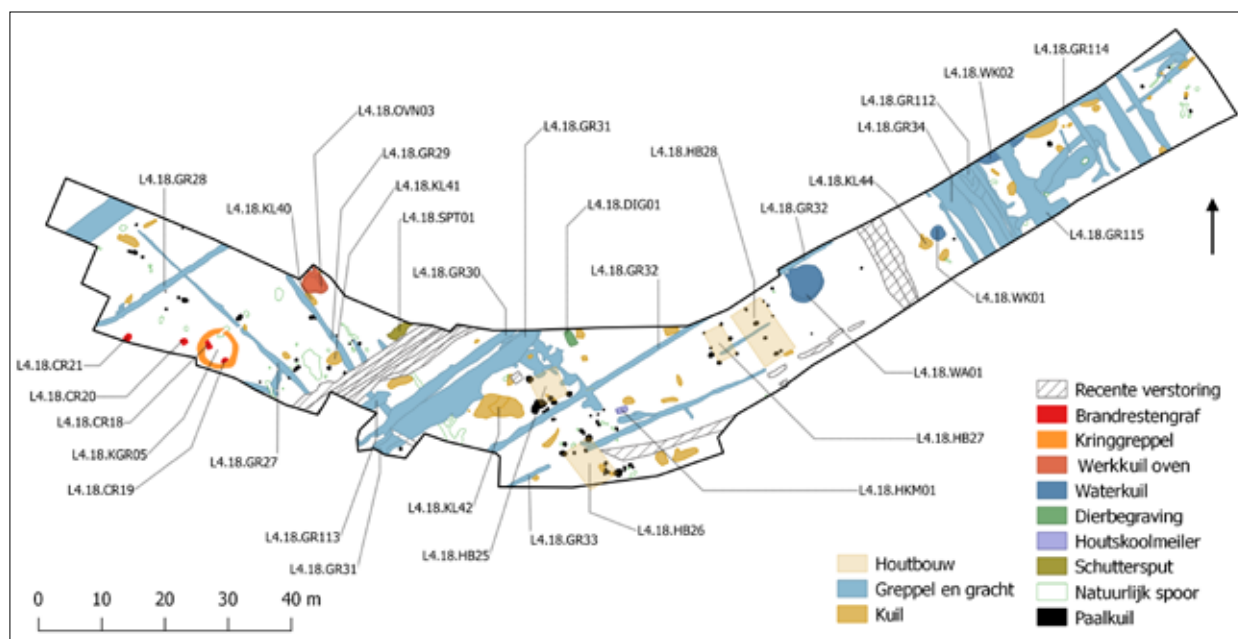 L4.18.GR114
L4.18.WK02
L4.18.GR112
L4.18.GR34
L4.18.OVN03
L4.18.GR31
L4.18.GR29
L4.18.HB28
L4.18.GR28
L4.18.KL41
L4.18.KL44
L4.18.KL40
L4.18.DIG01
L4.18.GR32
L4.18.SPT01
L4.18.GR115
L4.18.GR30
L4.18.GR32
L4.18.WK01
L4.18.CR21
L4.18.WA01
L4.18.CR20
L4.18.CR18
L4.18.HB27
L4.18.KGR05
L4.18.GR27
L4.18.CR19
L4.18.HKM01
L4.18.KL42
L4.18.HB26
L4.18.GR113
L4.18.HB25
L4.18.GR33
L4.18.GR31
Recente verstoring
Brandrestengraf
Kringgreppel
Werkkuil oven
Waterkuil
Dierbegraving
Houtskoolmeiler
Schuttersput
Natuurlijk spoor
Paalkuil
Houtbouw
Greppel en gracht
Kuil
0 10 20 30 40 m